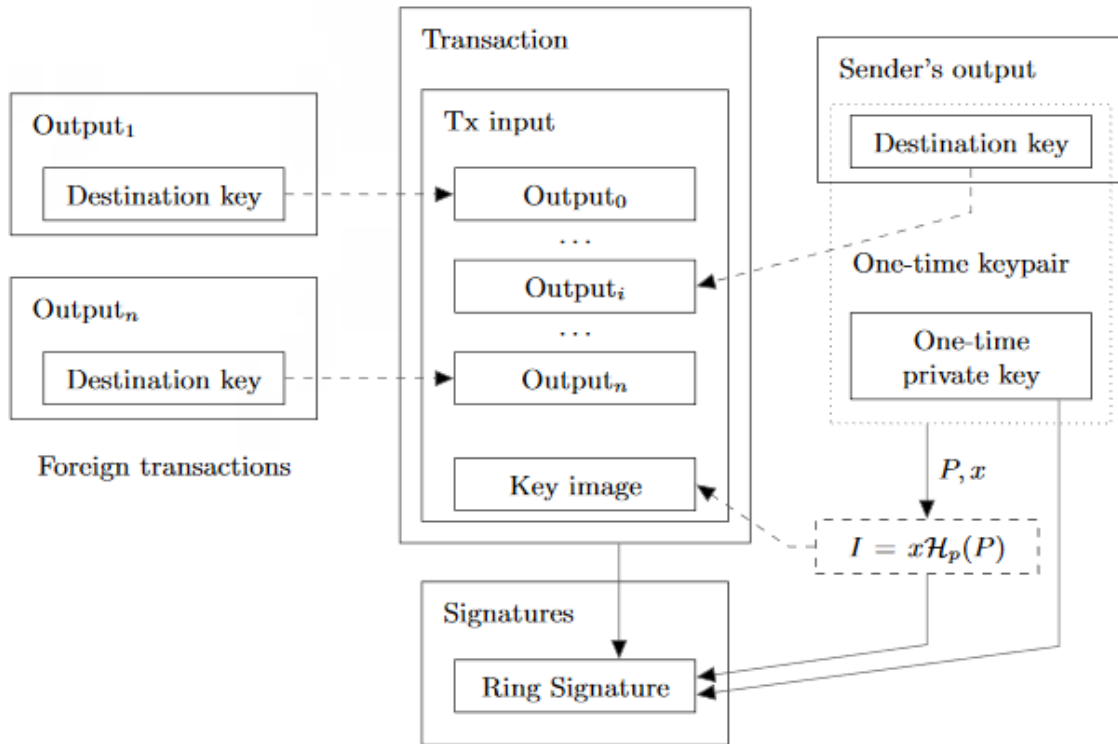 Transaction
Sender's output
Output₁
Tx input
Destination key
Destination key
Output₀
. . .
One-time keypair
Outputᵢ
Outputₙ
. . .
One-time
private key
Destination key
Outputₙ
Foreign transactions
Key image
P, x
I = xℋₚ(P)
Signatures
Ring Signature